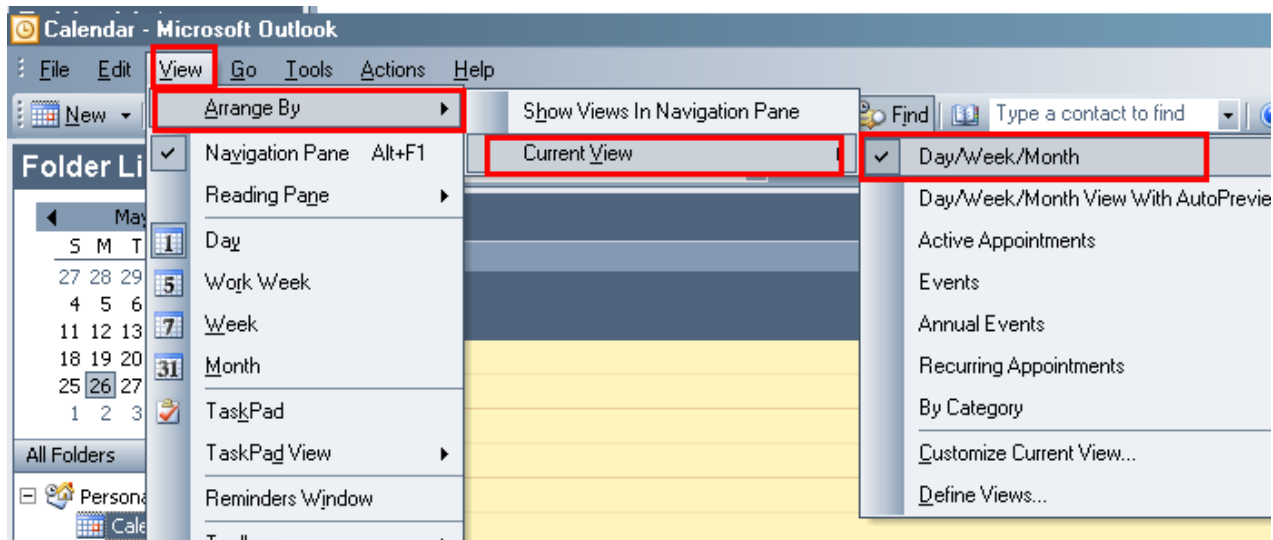 Calendar - Microsoft Outlook
File Edit View Go Tools Actions Help
New
Find
Type a contact to find
Arrange By
Navigation Pane Alt+F1
Reading Pane
1 Day
5 Work Week
7 Week
31 Month
TaskPad
TaskPad View
Reminders Window
Show Views In Navigation Pane
Current View
Day/Week/Month
Day/Week/Month View With AutoPrevie
Active Appointments
Events
Annual Events
Recurring Appointments
By Category
Customize Current View...
Define Views...
Folder Li
May
S M T
27 28 29
4 5 6
11 12 13
18 19 20
25 26 27
1 2 3
All Folders
Persona
Cale